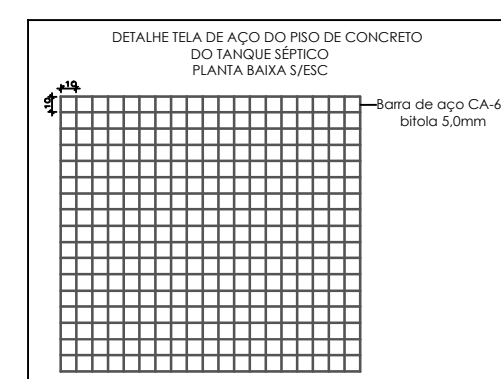 DETALHE TELA DE AÇO DO PISO DE CONCRETO
DO TANQUE SÉPTICO
PLANTA BAIXA S/ESC
10
10
Barra de aço CA-6
bitola 5,0mm